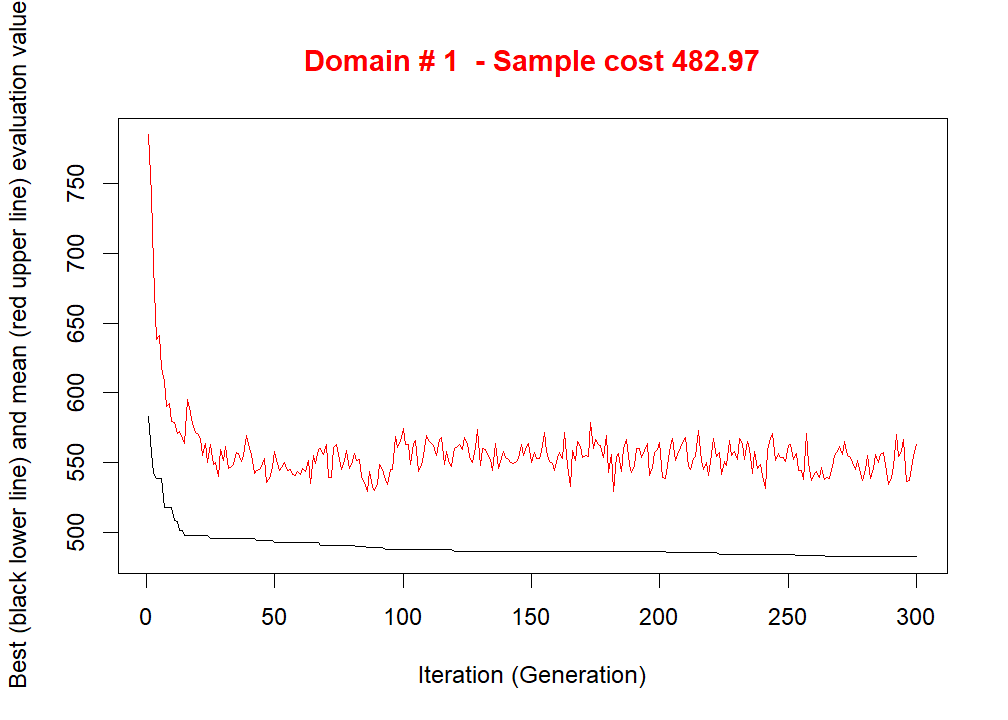 Domain # 1  - Sample cost 482.97
Best (black lower line) and mean (red upper line) evaluation value
750
700
650
600
550
500
0 50 100 150 200 250 300
Iteration (Generation)